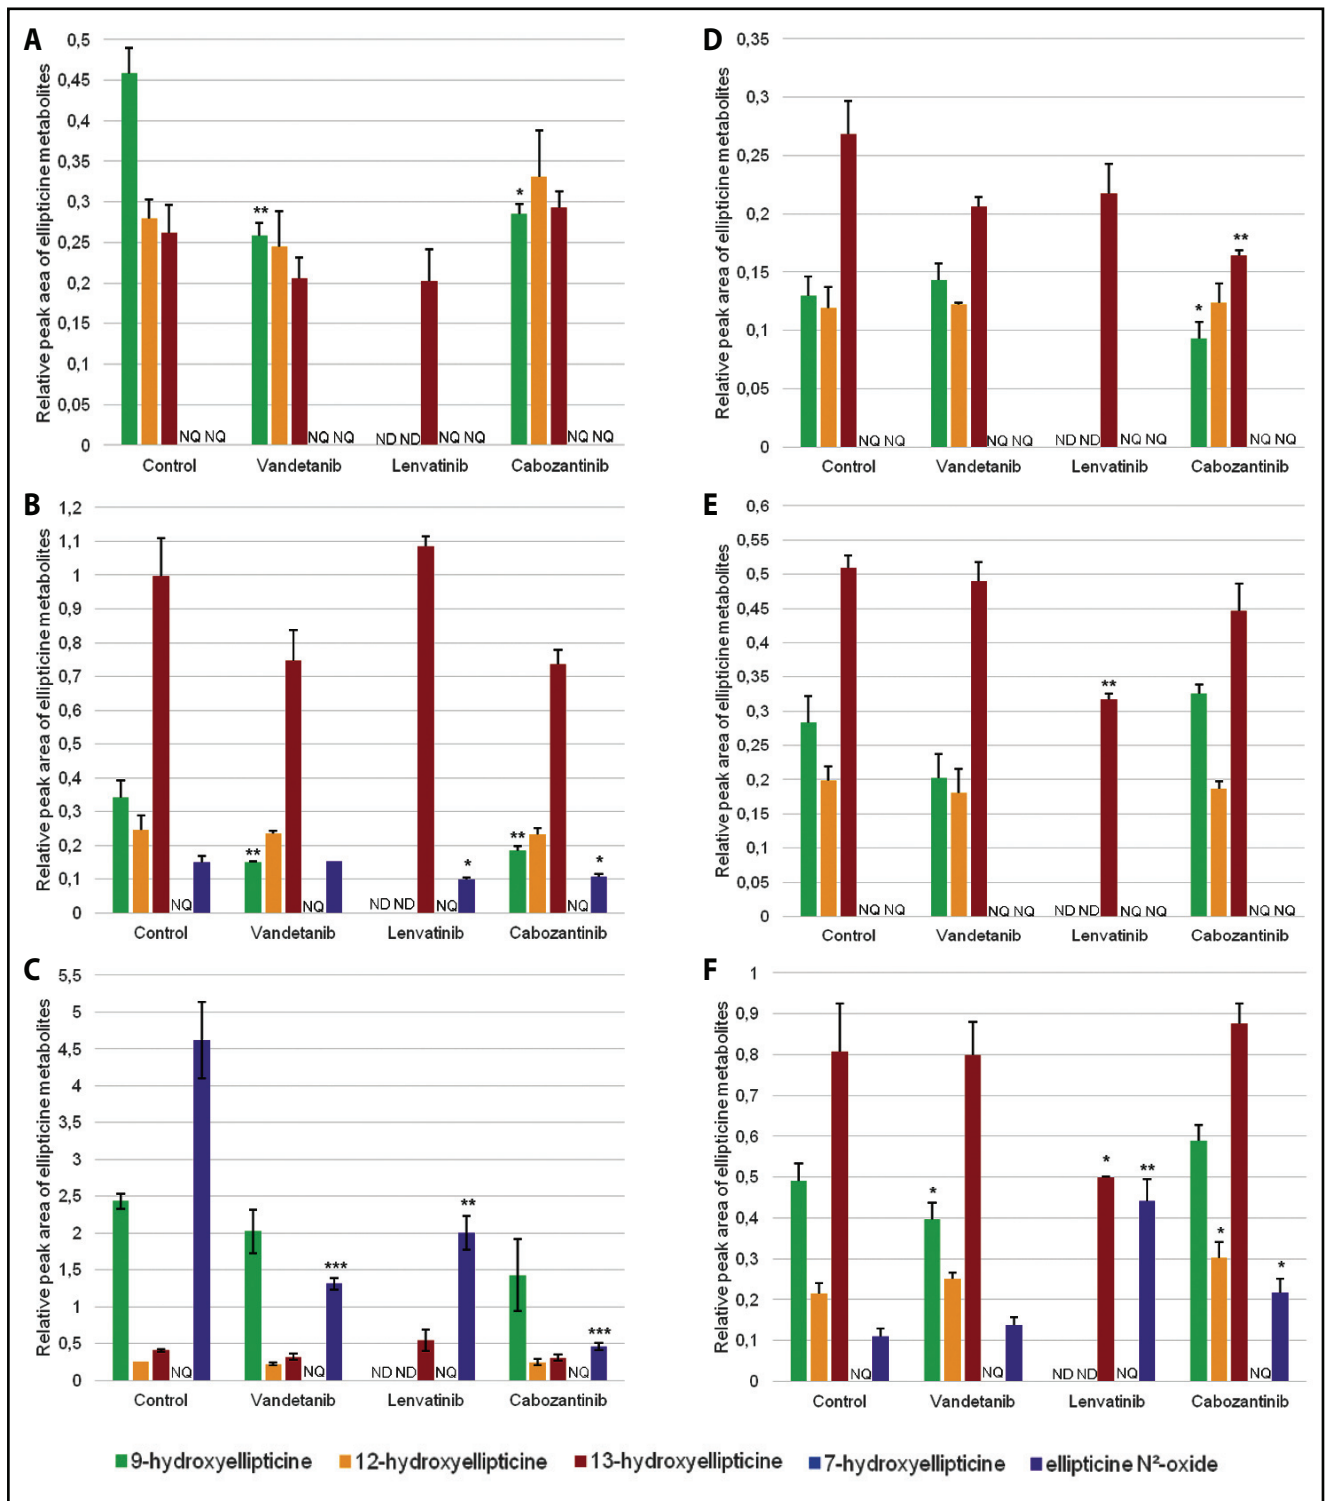 A
Relative peak aea of ellipticine metabolites
0,5
0,45
0,4
0,35
0,3
0,25
0,2
0,15
0,1
0,05
0
** *
NQ NQ NQ NQ ND ND NQ NQ NQ NQ
Control Vandetanib Lenvatinib Cabozantinib
D
Relative peak area of ellipticine metabolites
0,35
0,3
0,25
0,2
0,15
0,1
0,05
0
* **
NQ NQ NQ NQ ND ND NQ NQ NQ NQ
Control Vandetanib Lenvatinib Cabozantinib
B
Relative peak area of ellipticine metabolites
1,2
1,1
1
0,9
0,8
0,7
0,6
0,5
0,4
0,3
0,2
0,1
0
** * ** *
NQ NQ ND ND NQ NQ
Control Vandetanib Lenvatinib Cabozantinib
E
Relative peak area of ellipticine metabolites
0,6
0,55
0,5
0,45
0,4
0,35
0,3
0,25
0,2
0,15
0,1
0,05
0
**
NQ NQ NQ NQ ND ND NQ NQ NQ NQ
Control Vandetanib Lenvatinib Cabozantinib
C
Relative peak area of ellipticine metabolites
5,5
5
4,5
4
3,5
3
2,5
2
1,5
1
0,5
0
*** ** ***
NQ NQ ND ND NQ NQ
Control Vandetanib Lenvatinib Cabozantinib
F
Relative peak area of ellipticine metabolites
1
0,9
0,8
0,7
0,6
0,5
0,4
0,3
0,2
0,1
0
* * ** * *
NQ NQ ND ND NQ NQ
Control Vandetanib Lenvatinib Cabozantinib
9-hydroxyellipticine 12-hydroxyellipticine 13-hydroxyellipticine 7-hydroxyellipticine ellipticine N²-oxide